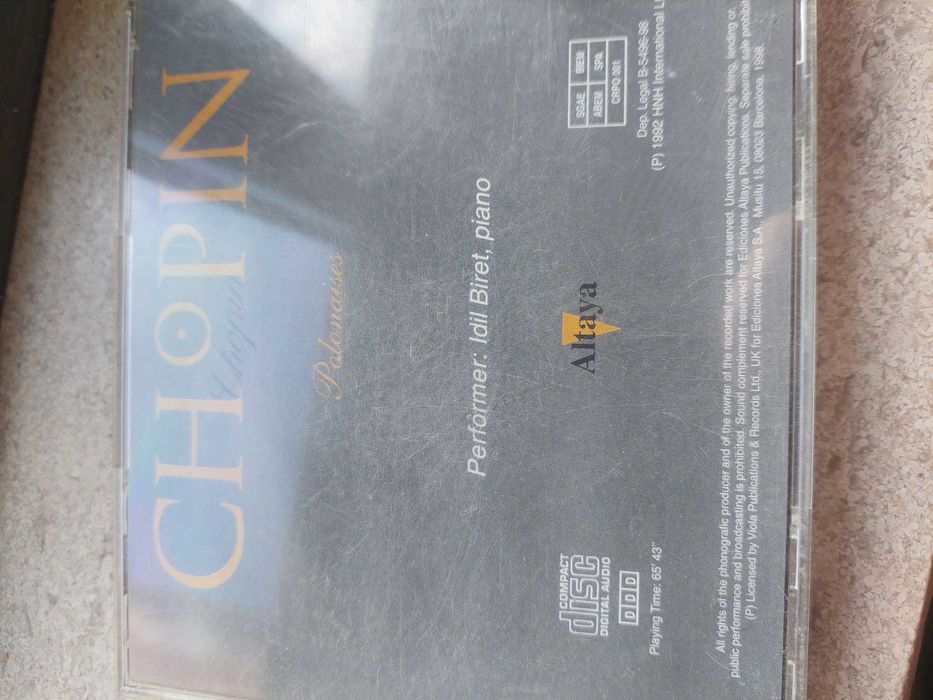 CHOPIN
Chopin
Polonaises
Performer: Idil Biret, piano
Altaya
COMPACT
disc
DIGITAL AUDIO
DDD
Playing Time: 65' 43"
SGAE BIEM
ABEM SPA
CRPO 001
Dep. Legal B-5496-98
(P) 1992 HNH International
All rights of the phonografic producer and of the owner of the recorded work are reserved. Unauthorized copying, hiring, lending or
public performance and broadcasting is prohibited. Sound complement reserved for Ediciones Altaya Publications. Separate sale
(P) Licensed by Viola Publications & Records Ltd., UK for Ediciones Altaya S.A., Musitu 15, 08023 Barcelona, 1998.